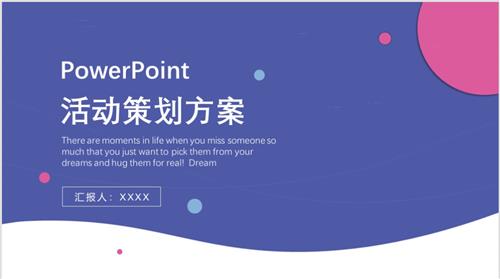 PowerPoint
活动策划方案
There are moments in life when you miss someone so
much that you just want to pick them from your
dreams and hug them for real! Dream
汇报人：XXXX